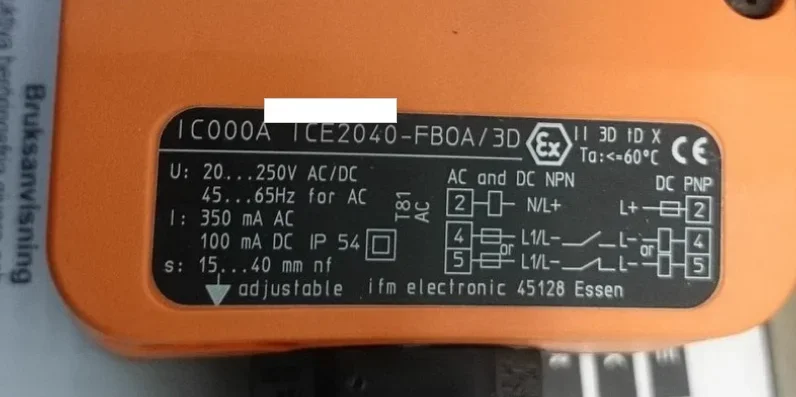 IC000A ICE2040-FBOA/3D Ex II 3D tD X
Ta:<=60°C CE
U: 20...250V AC/DC
45...65Hz for AC
I: 350 mA AC
100 mA DC IP 54
s: 15...40 mm nf
adjustable ifm electronic 45128 Essen
T81
AC
AC and DC NPN
2 N/L+
4 L1/L-
or
5 L1/L-
DC PNP
L+ 2
L- 4
or
L- 5
Bruksanvisning